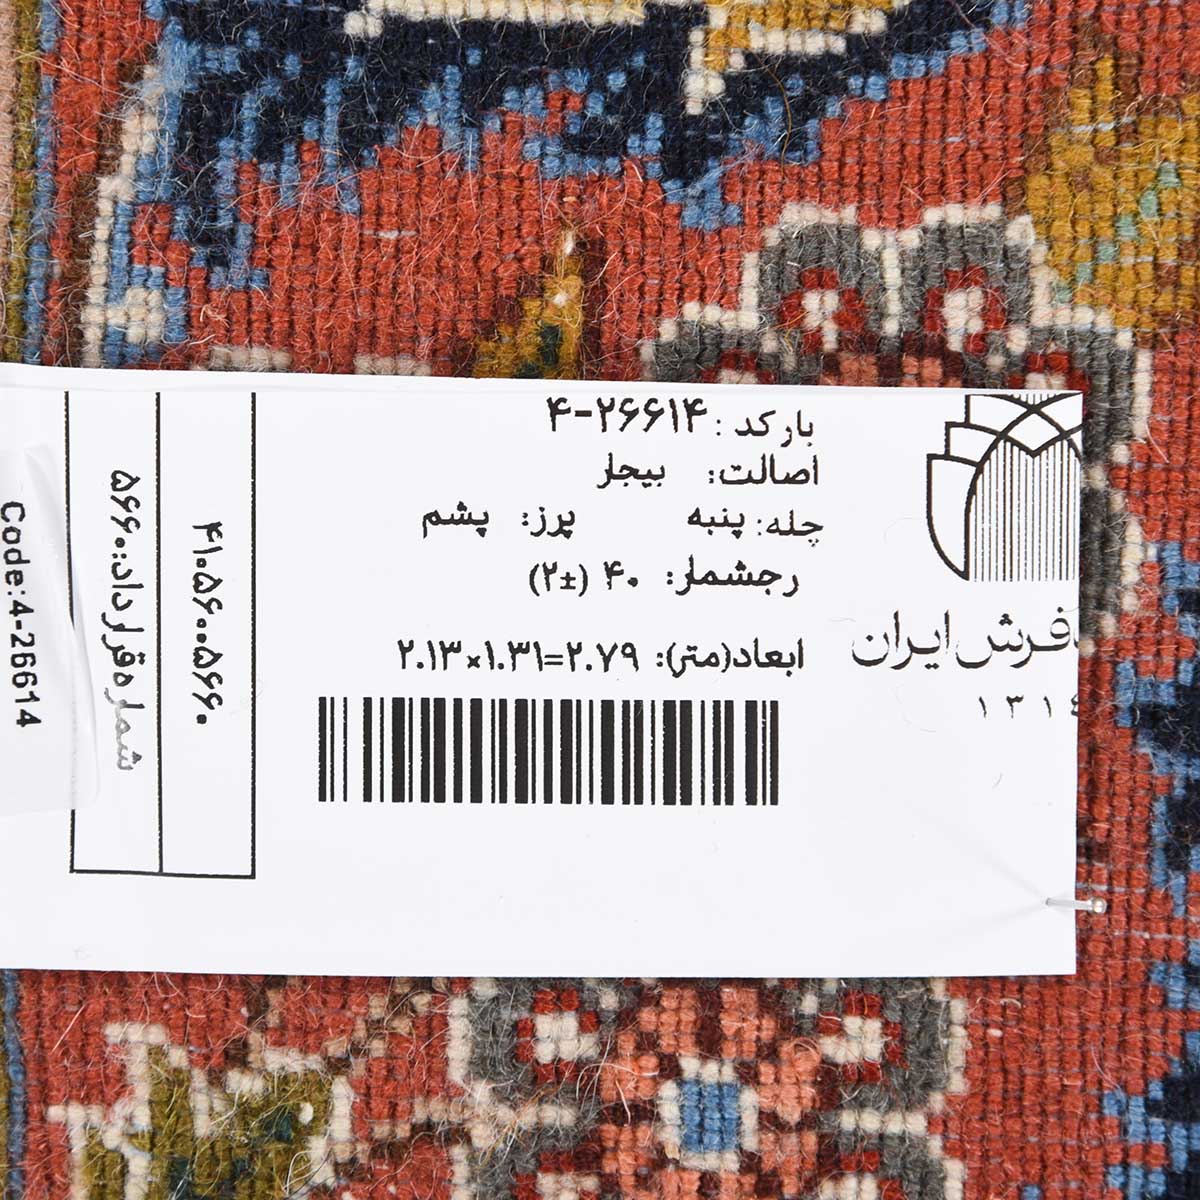 بارکد: ۴-۲۶۶۱۴
اصالت: بیجار
چله: پنبه پرز: پشم
رجشمار: ۴۰ (±۲)
ابعاد(متر): ۲.۱۳×۱.۳۱=۲.۷۹
فرش ایران
۱۳۱۴
۴۱۰۵۶۰۰۵۶۶۰
شماره قرارداد: ۵۶۶۰
Code:4-26614